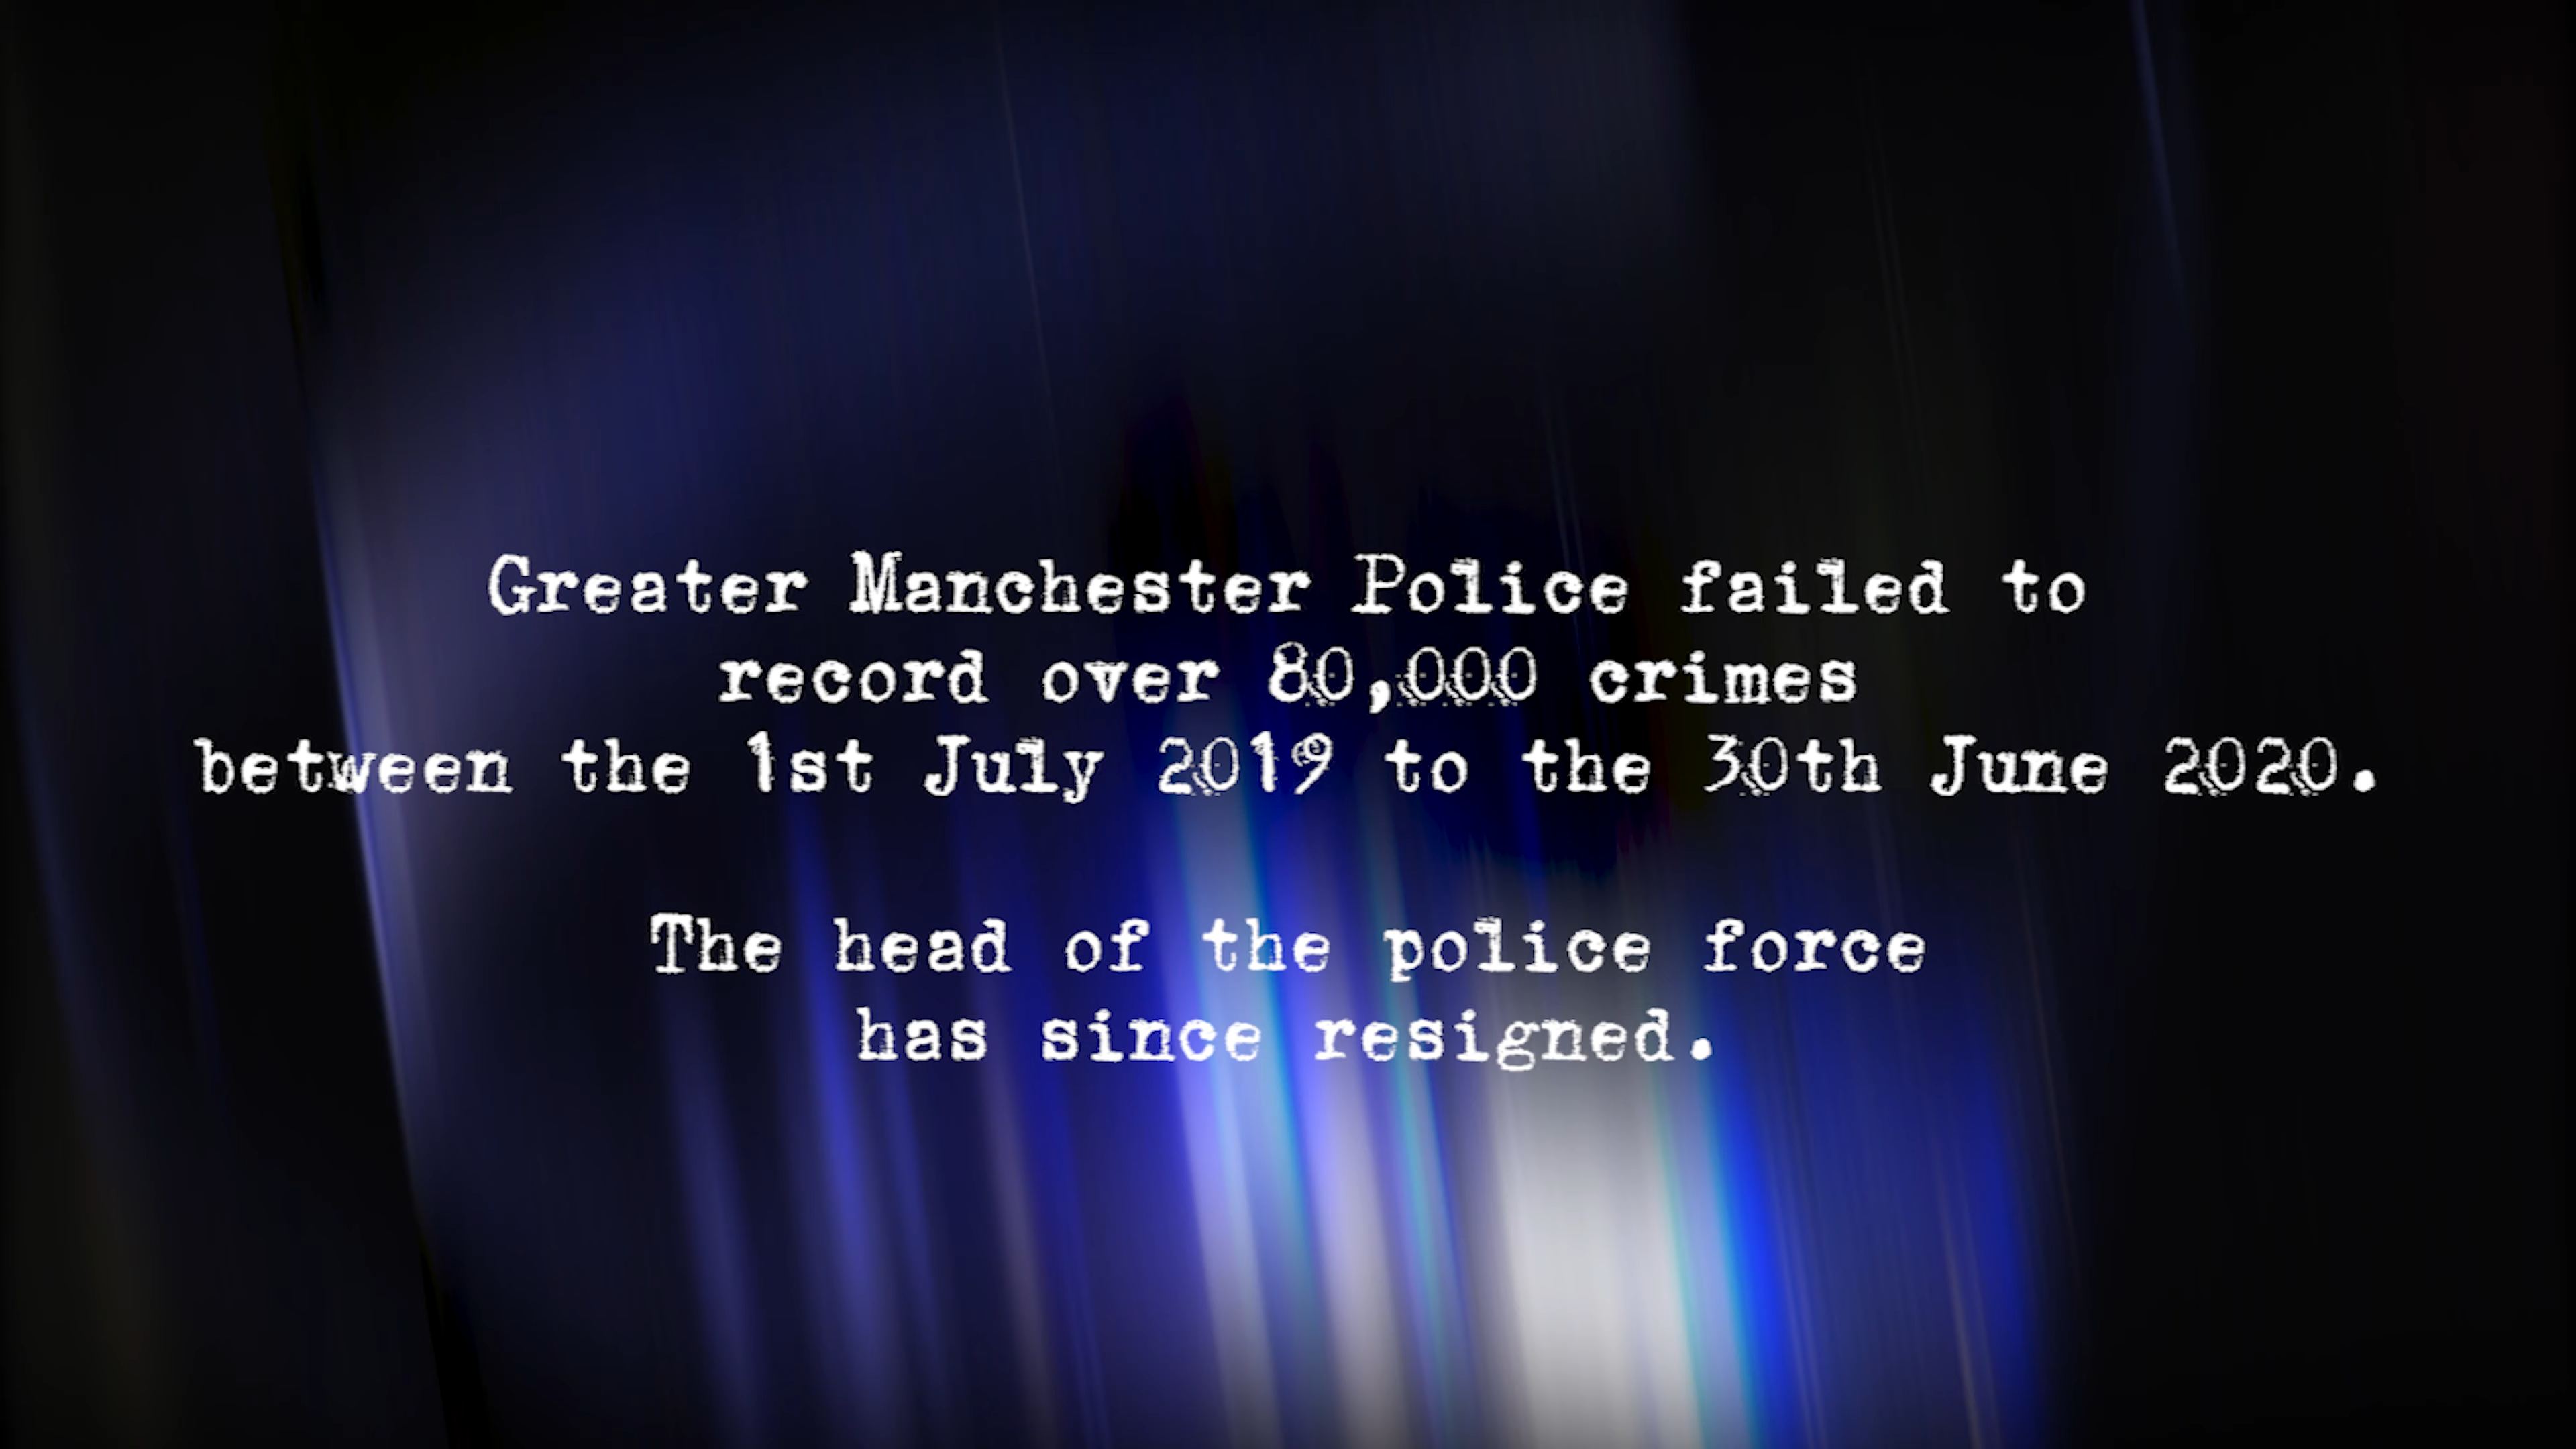 Greater Manchester Police failed to
record over 80,000 crimes
between the 1st July 2019 to the 30th June 2020.
The head of the police force
has since resigned.